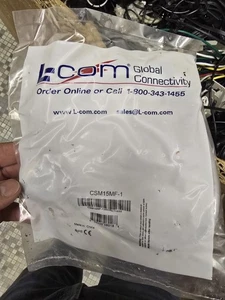 L-com Global
Connectivity
Order Online or Call 1-800-343-1455
www.L-com.com sales@L-com.com
CSM15MF-1